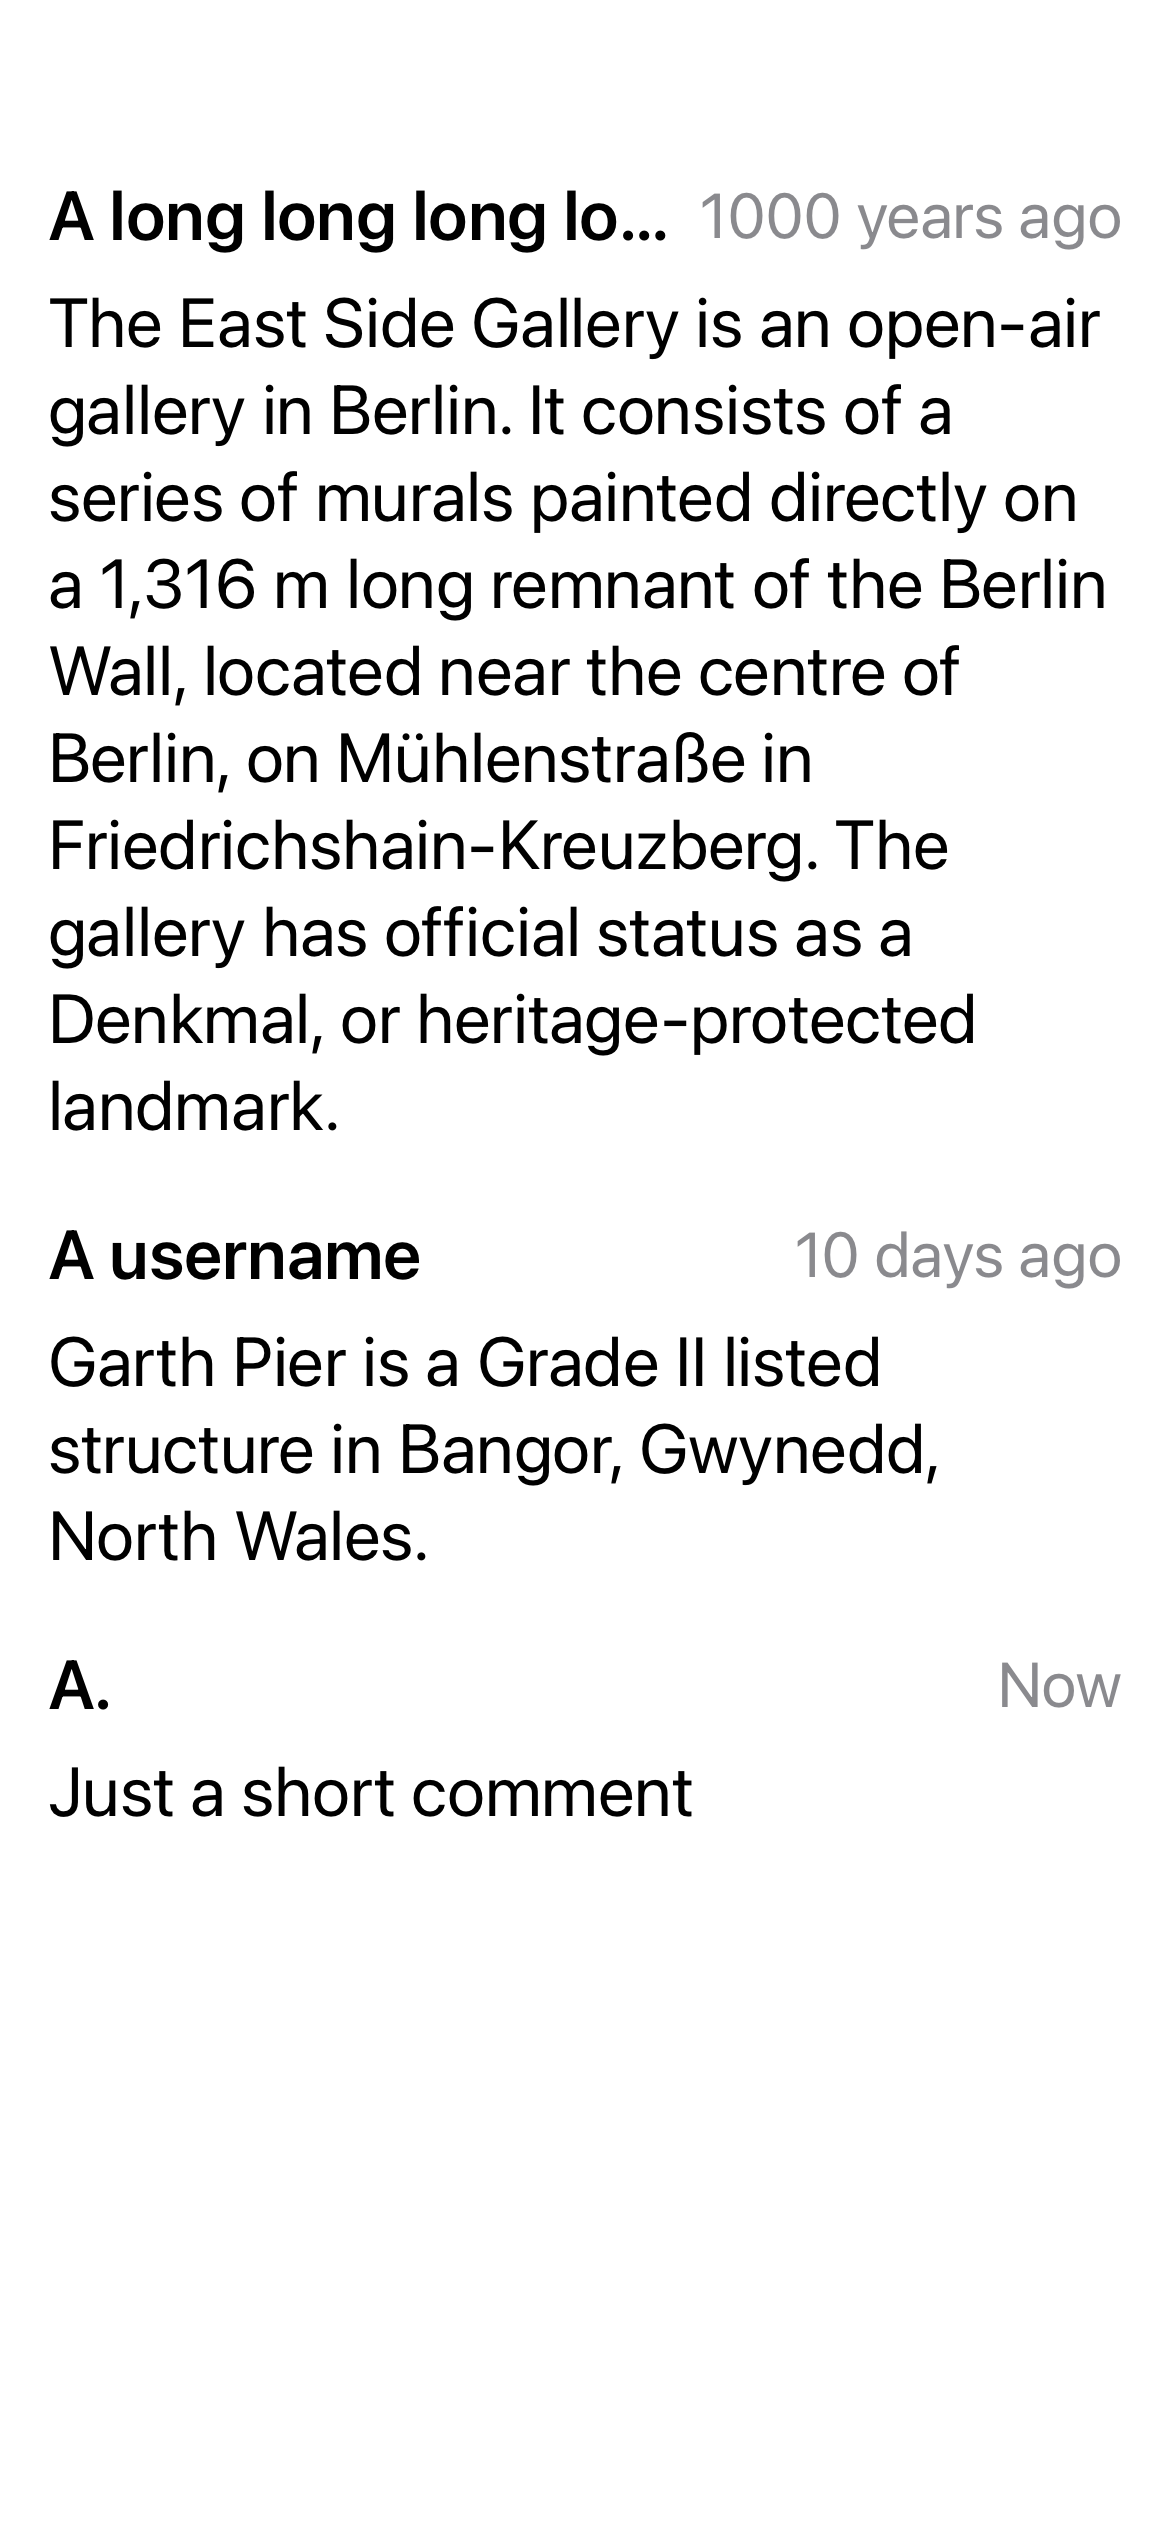 A long long long lo... 1000 years ago
The East Side Gallery is an open-air
gallery in Berlin. It consists of a
series of murals painted directly on
a 1,316 m long remnant of the Berlin
Wall, located near the centre of
Berlin, on Mühlenstraße in
Friedrichshain-Kreuzberg. The
gallery has official status as a
Denkmal, or heritage-protected
landmark.
A username 10 days ago
Garth Pier is a Grade II listed
structure in Bangor, Gwynedd,
North Wales.
A. Now
Just a short comment